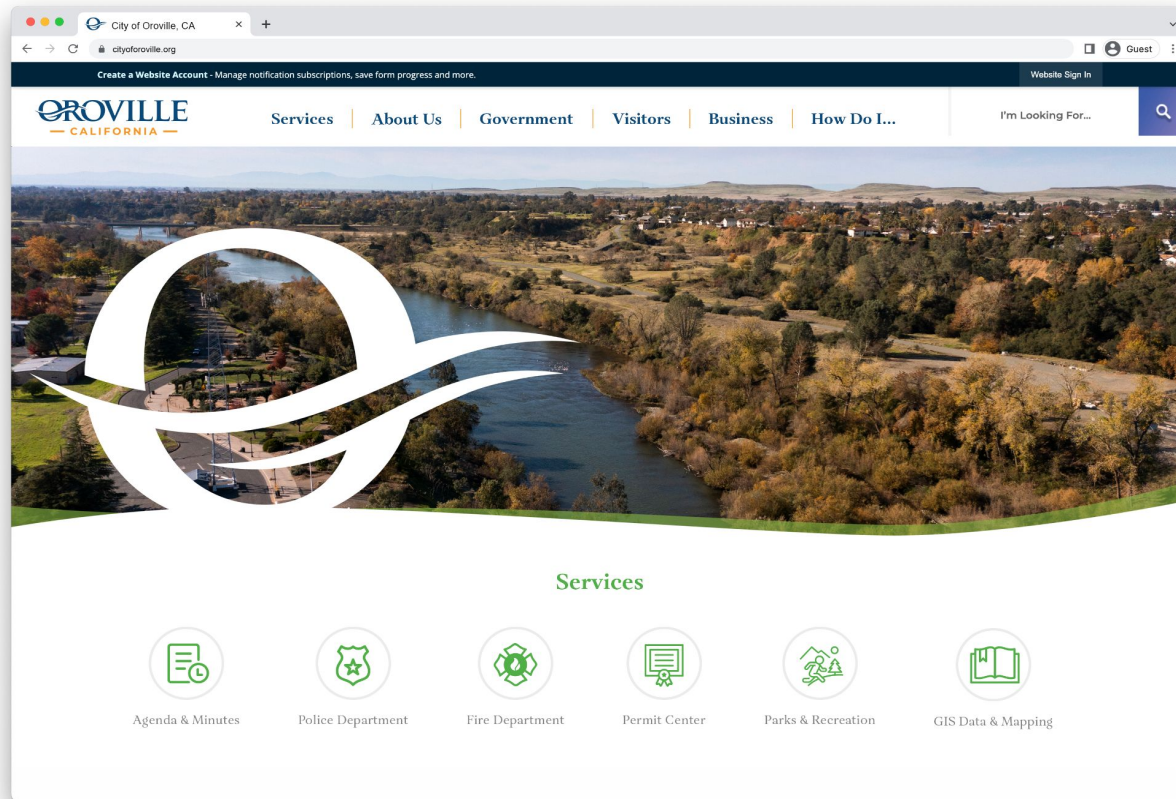 City of Oroville, CA
cityoforoville.org
Guest
Create a Website Account - Manage notification subscriptions, save form progress and more.
Website Sign In
OROVILLE
CALIFORNIA
Services
About Us
Government
Visitors
Business
How Do I...
I'm Looking For...
Services
Agenda & Minutes
Police Department
Fire Department
Permit Center
Parks & Recreation
GIS Data & Mapping